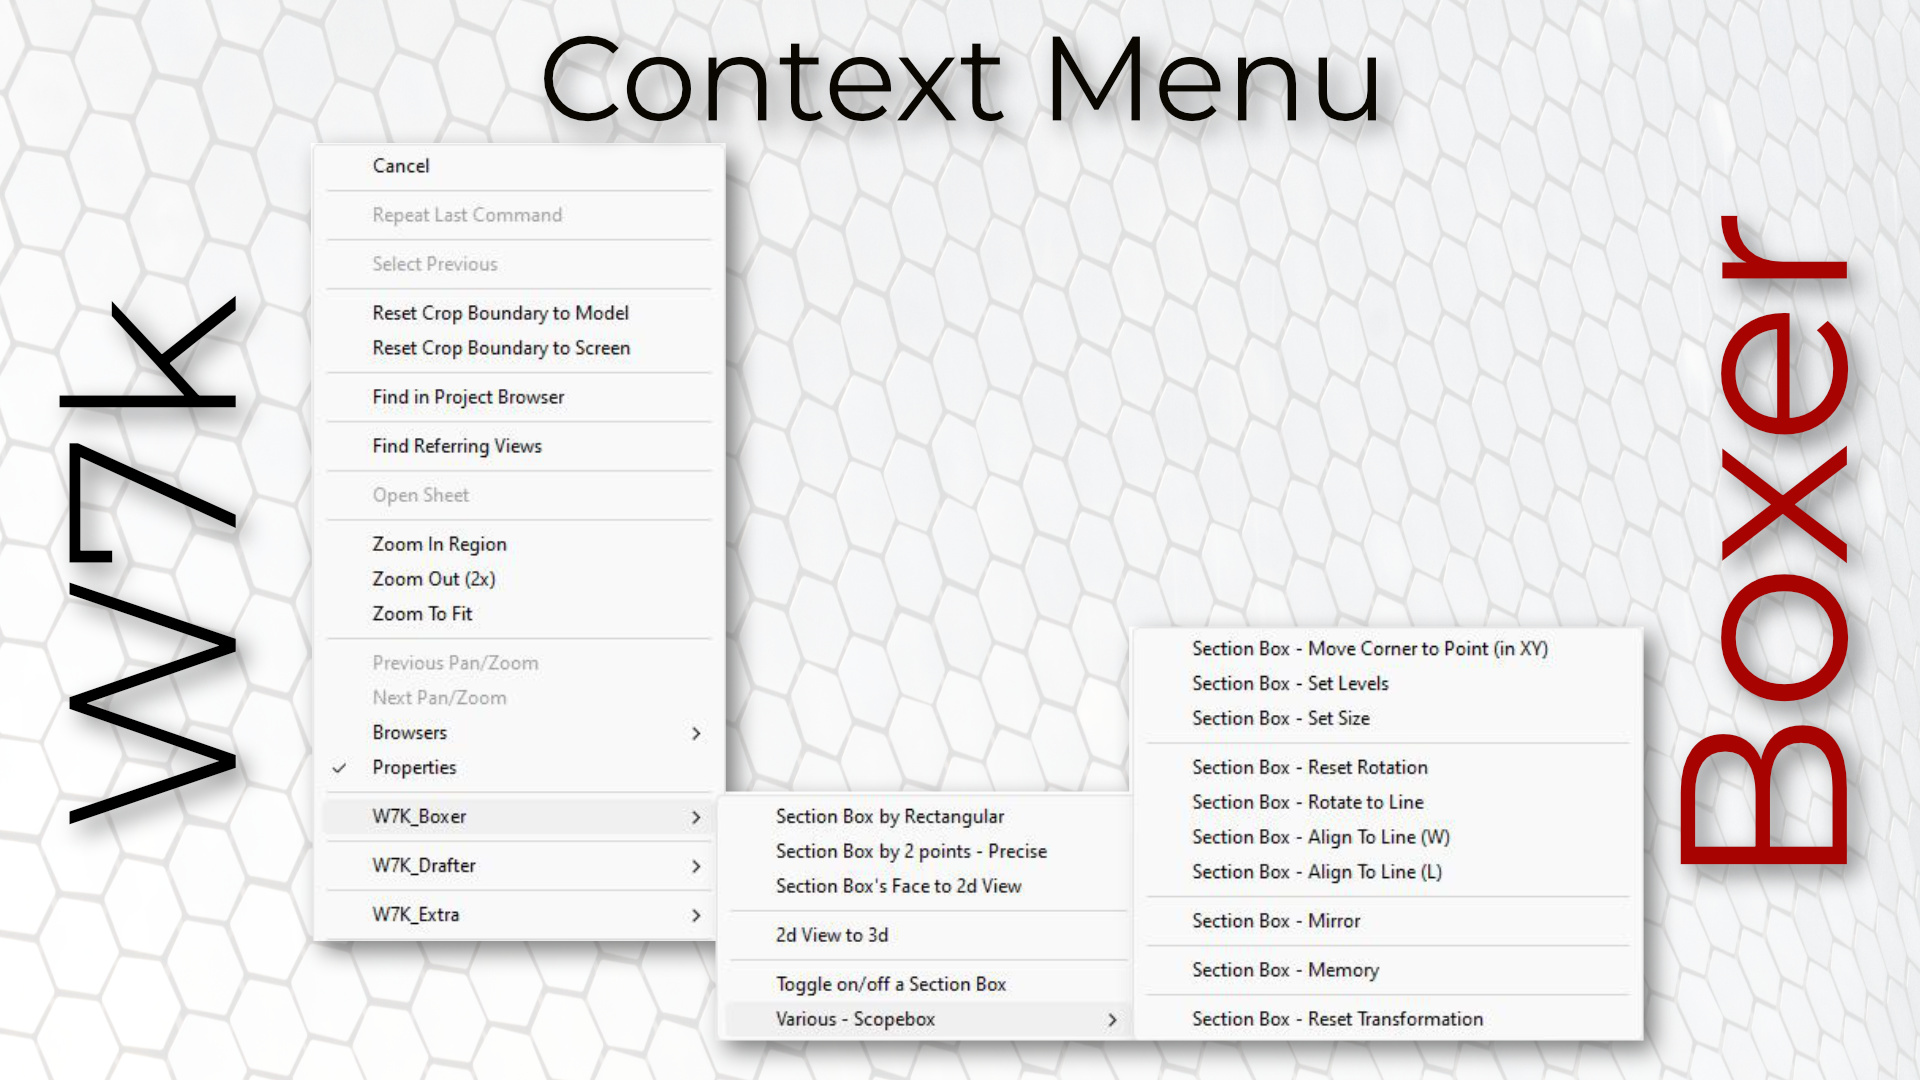 Context Menu
W7k
Cancel
Repeat Last Command
Select Previous
Reset Crop Boundary to Model
Reset Crop Boundary to Screen
Find in Project Browser
Find Referring Views
Open Sheet
Zoom In Region
Zoom Out (2x)
Zoom To Fit
Previous Pan/Zoom
Next Pan/Zoom
Browsers
Properties
W7K_Boxer
W7K_Drafter
W7K_Extra
Section Box by Rectangular
Section Box by 2 points - Precise
Section Box's Face to 2d View
2d View to 3d
Toggle on/off a Section Box
Various - Scopebox
Section Box - Move Corner to Point (in XY)
Section Box - Set Levels
Section Box - Set Size
Section Box - Reset Rotation
Section Box - Rotate to Line
Section Box - Align To Line (W)
Section Box - Align To Line (L)
Section Box - Mirror
Section Box - Memory
Section Box - Reset Transformation
Boxer